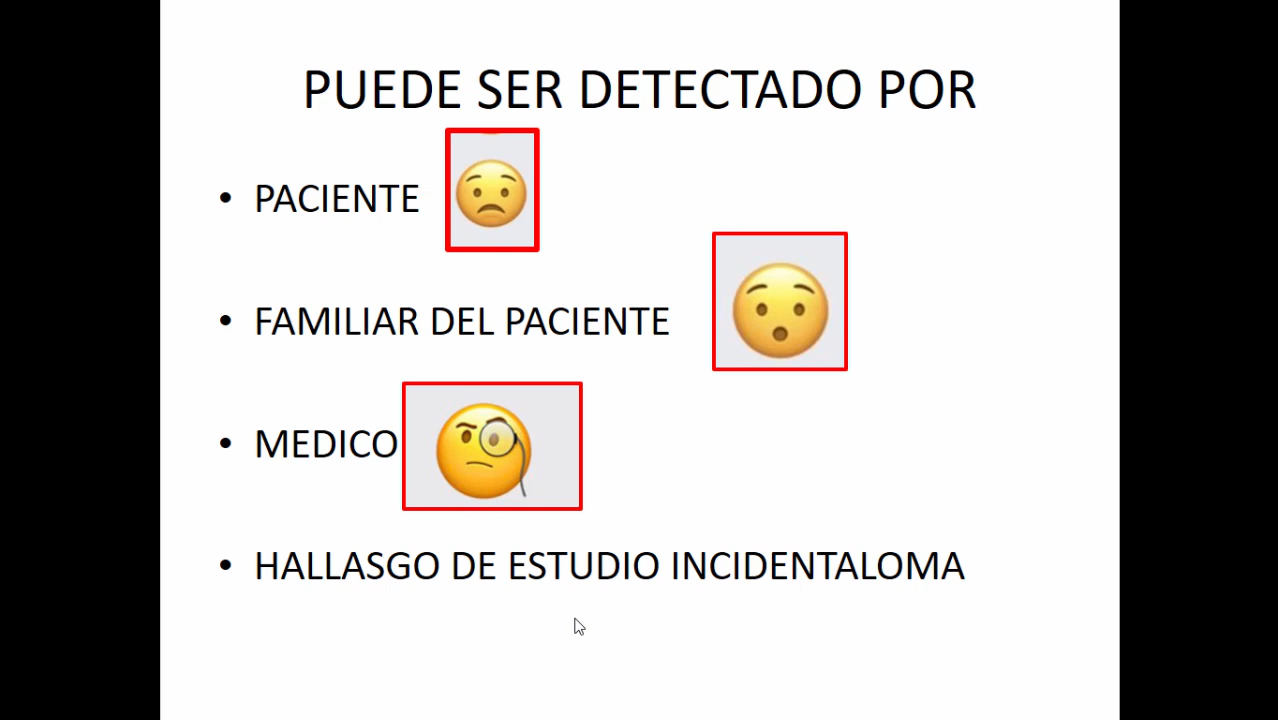 PUEDE SER DETECTADO POR
• PACIENTE
• FAMILIAR DEL PACIENTE
• MEDICO
• HALLASGO DE ESTUDIO INCIDENTALOMA